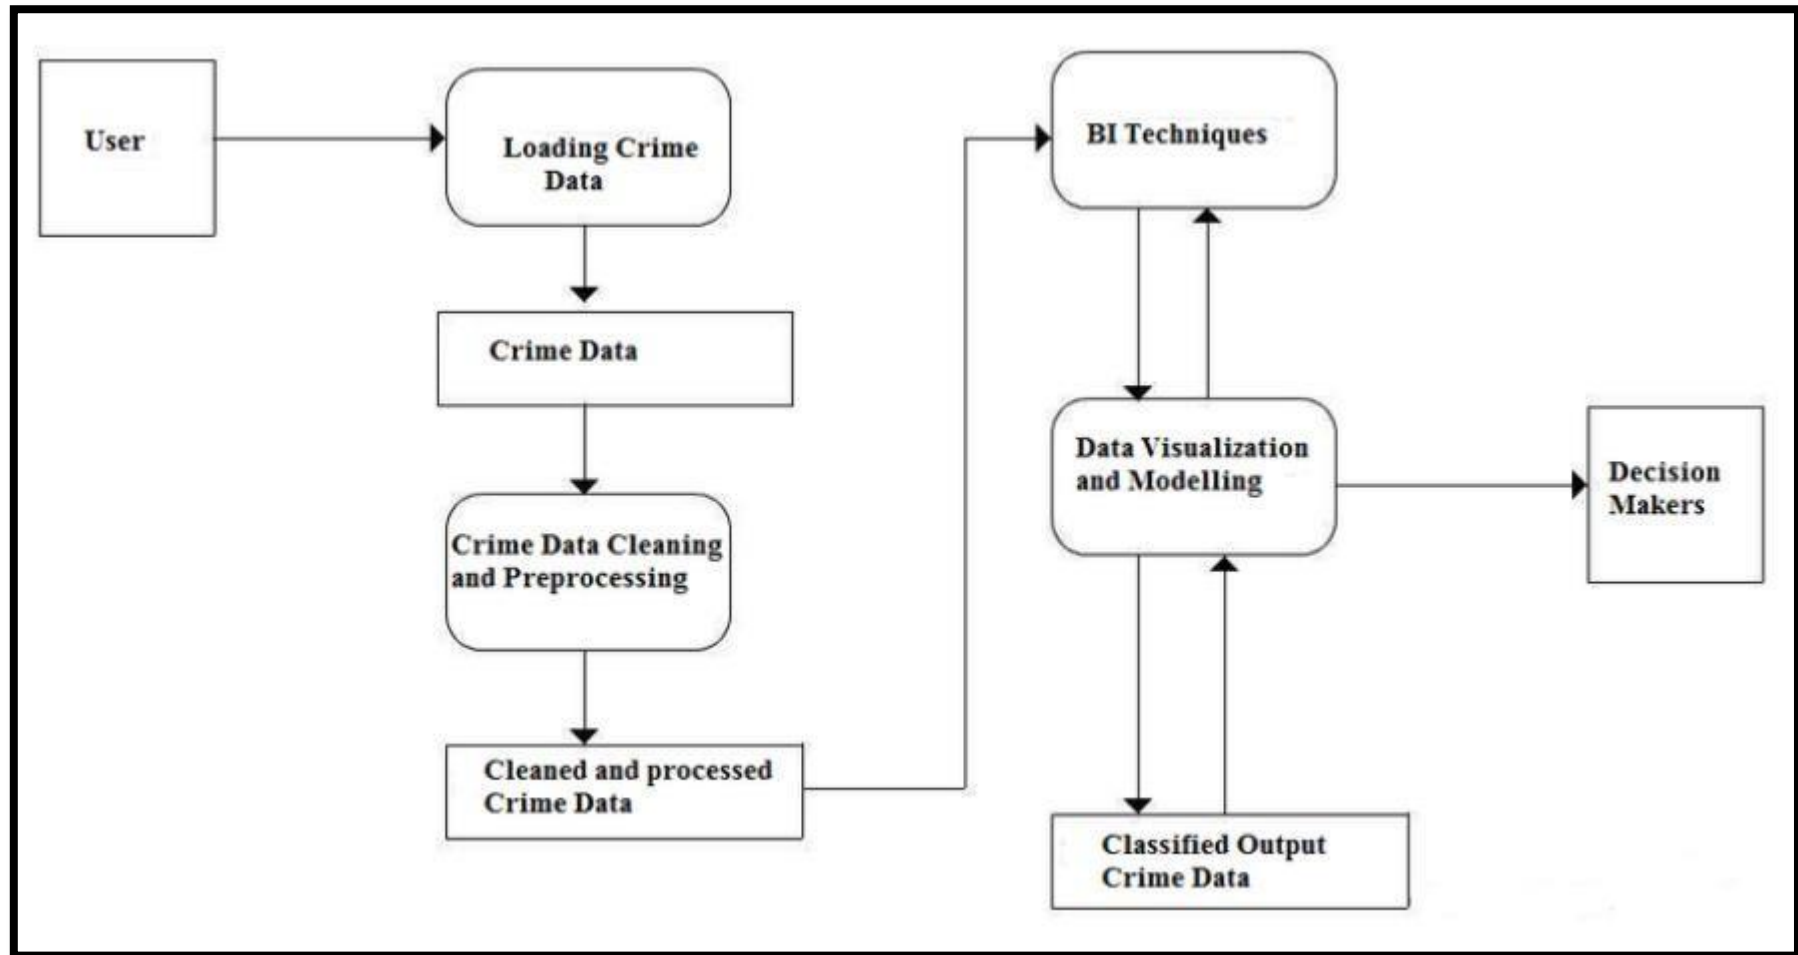 User
Loading Crime
Data
Crime Data
Crime Data Cleaning
and Preprocessing
Cleaned and processed
Crime Data
BI Techniques
Data Visualization
and Modelling
Decision
Makers
Classified Output
Crime Data